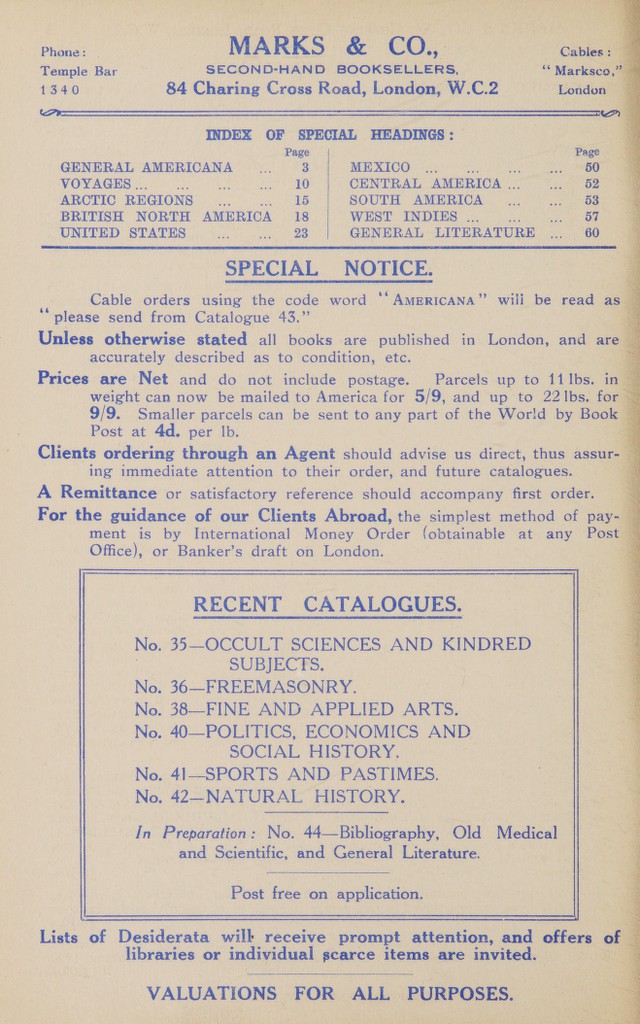 Phone:
Temple Bar
1340
MARKS & CO.,
SECOND-HAND BOOKSELLERS,
84 Charing Cross Road, London, W.C.2
Cables:
"Marksco,"
London
INDEX OF SPECIAL HEADINGS:
Page
GENERAL AMERICANA ... 3
VOYAGES ... ... ... ... 10
ARCTIC REGIONS ... ... 15
BRITISH NORTH AMERICA 18
UNITED STATES ... ... 23
Page
MEXICO ... ... ... ... 50
CENTRAL AMERICA ... ... 52
SOUTH AMERICA ... ... 53
WEST INDIES ... ... ... 57
GENERAL LITERATURE ... 60
SPECIAL NOTICE.
Cable orders using the code word "AMERICANA" will be read as
"please send from Catalogue 43."
Unless otherwise stated all books are published in London, and are
accurately described as to condition, etc.
Prices are Net and do not include postage. Parcels up to 11 lbs. in
weight can now be mailed to America for 5/9, and up to 22 lbs. for
9/9. Smaller parcels can be sent to any part of the World by Book
Post at 4d. per lb.
Clients ordering through an Agent should advise us direct, thus assur-
ing immediate attention to their order, and future catalogues.
A Remittance or satisfactory reference should accompany first order.
For the guidance of our Clients Abroad, the simplest method of pay-
ment is by International Money Order (obtainable at any Post
Office), or Banker's draft on London.
RECENT CATALOGUES.
No. 35—OCCULT SCIENCES AND KINDRED
SUBJECTS.
No. 36—FREEMASONRY.
No. 38—FINE AND APPLIED ARTS.
No. 40—POLITICS, ECONOMICS AND
SOCIAL HISTORY.
No. 41—SPORTS AND PASTIMES.
No. 42—NATURAL HISTORY.
In Preparation: No. 44—Bibliography, Old Medical
and Scientific, and General Literature.
Post free on application.
Lists of Desiderata will receive prompt attention, and offers of
libraries or individual scarce items are invited.
VALUATIONS FOR ALL PURPOSES.